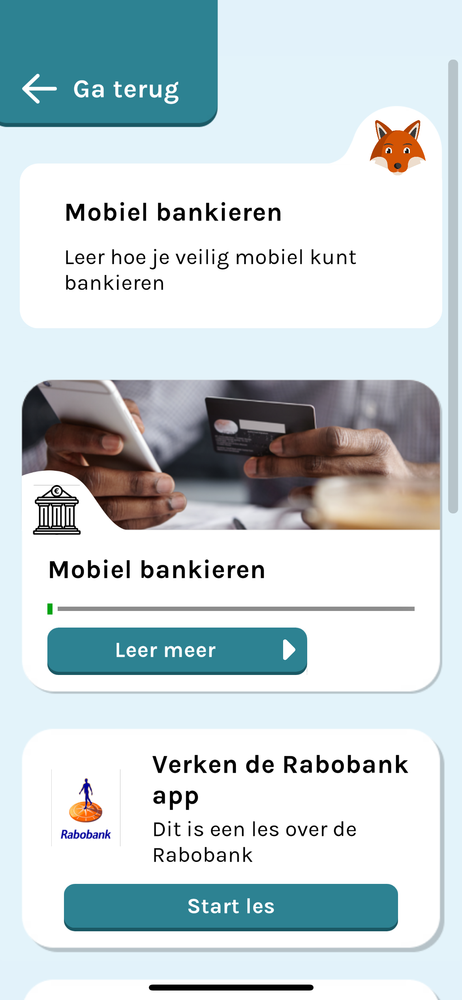 Ga terug
Mobiel bankieren
Leer hoe je veilig mobiel kunt
bankieren
€
Mobiel bankieren
Leer meer
Verken de Rabobank
app
Dit is een les over de
Rabobank
Rabobank
Start les